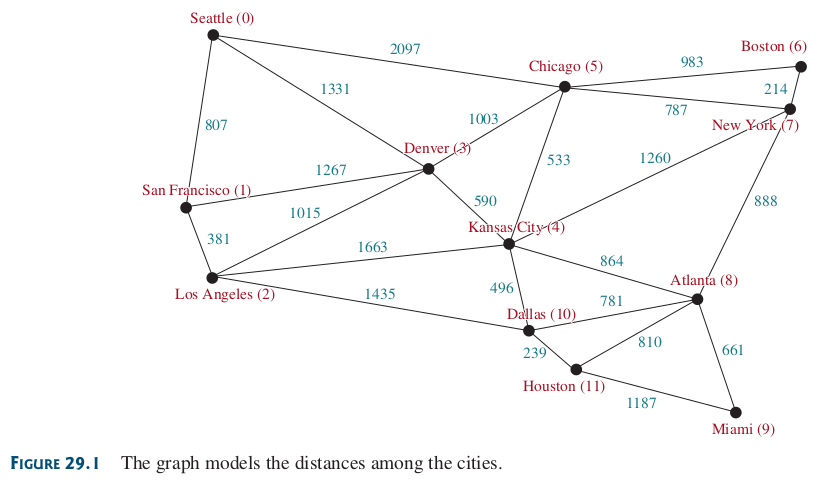 Seattle (0)
2097
Boston (6)
983
Chicago (5)
214
1331
787
New York (7)
807
1003
Denver (3)
533
1260
1267
590
888
San Francisco (1)
1015
Kansas City (4)
381
1663
864
Atlanta (8)
Los Angeles (2)
1435
496
781
Dallas (10)
239
810
661
Houston (11)
1187
Miami (9)
FIGURE 29.1 The graph models the distances among the cities.